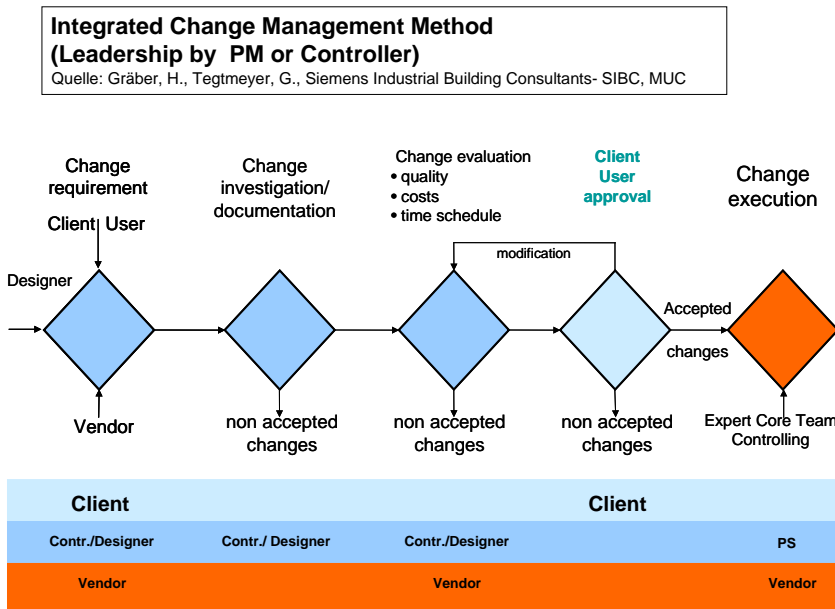 Integrated Change Management Method
(Leadership by PM or Controller)
Quelle: Gräber, H., Tegtmeyer, G., Siemens Industrial Building Consultants- SIBC, MUC
Change
requirement
Client User
Change
investigation/
documentation
Change evaluation
• quality
• costs
• time schedule
Client
User
approval
Change
execution
modification
Designer
Accepted
changes
Vendor
non accepted
changes
non accepted
changes
non accepted
changes
Expert Core Team
Controlling
Client
Client
Contr./Designer
Contr./ Designer
Contr./Designer
PS
Vendor
Vendor
Vendor